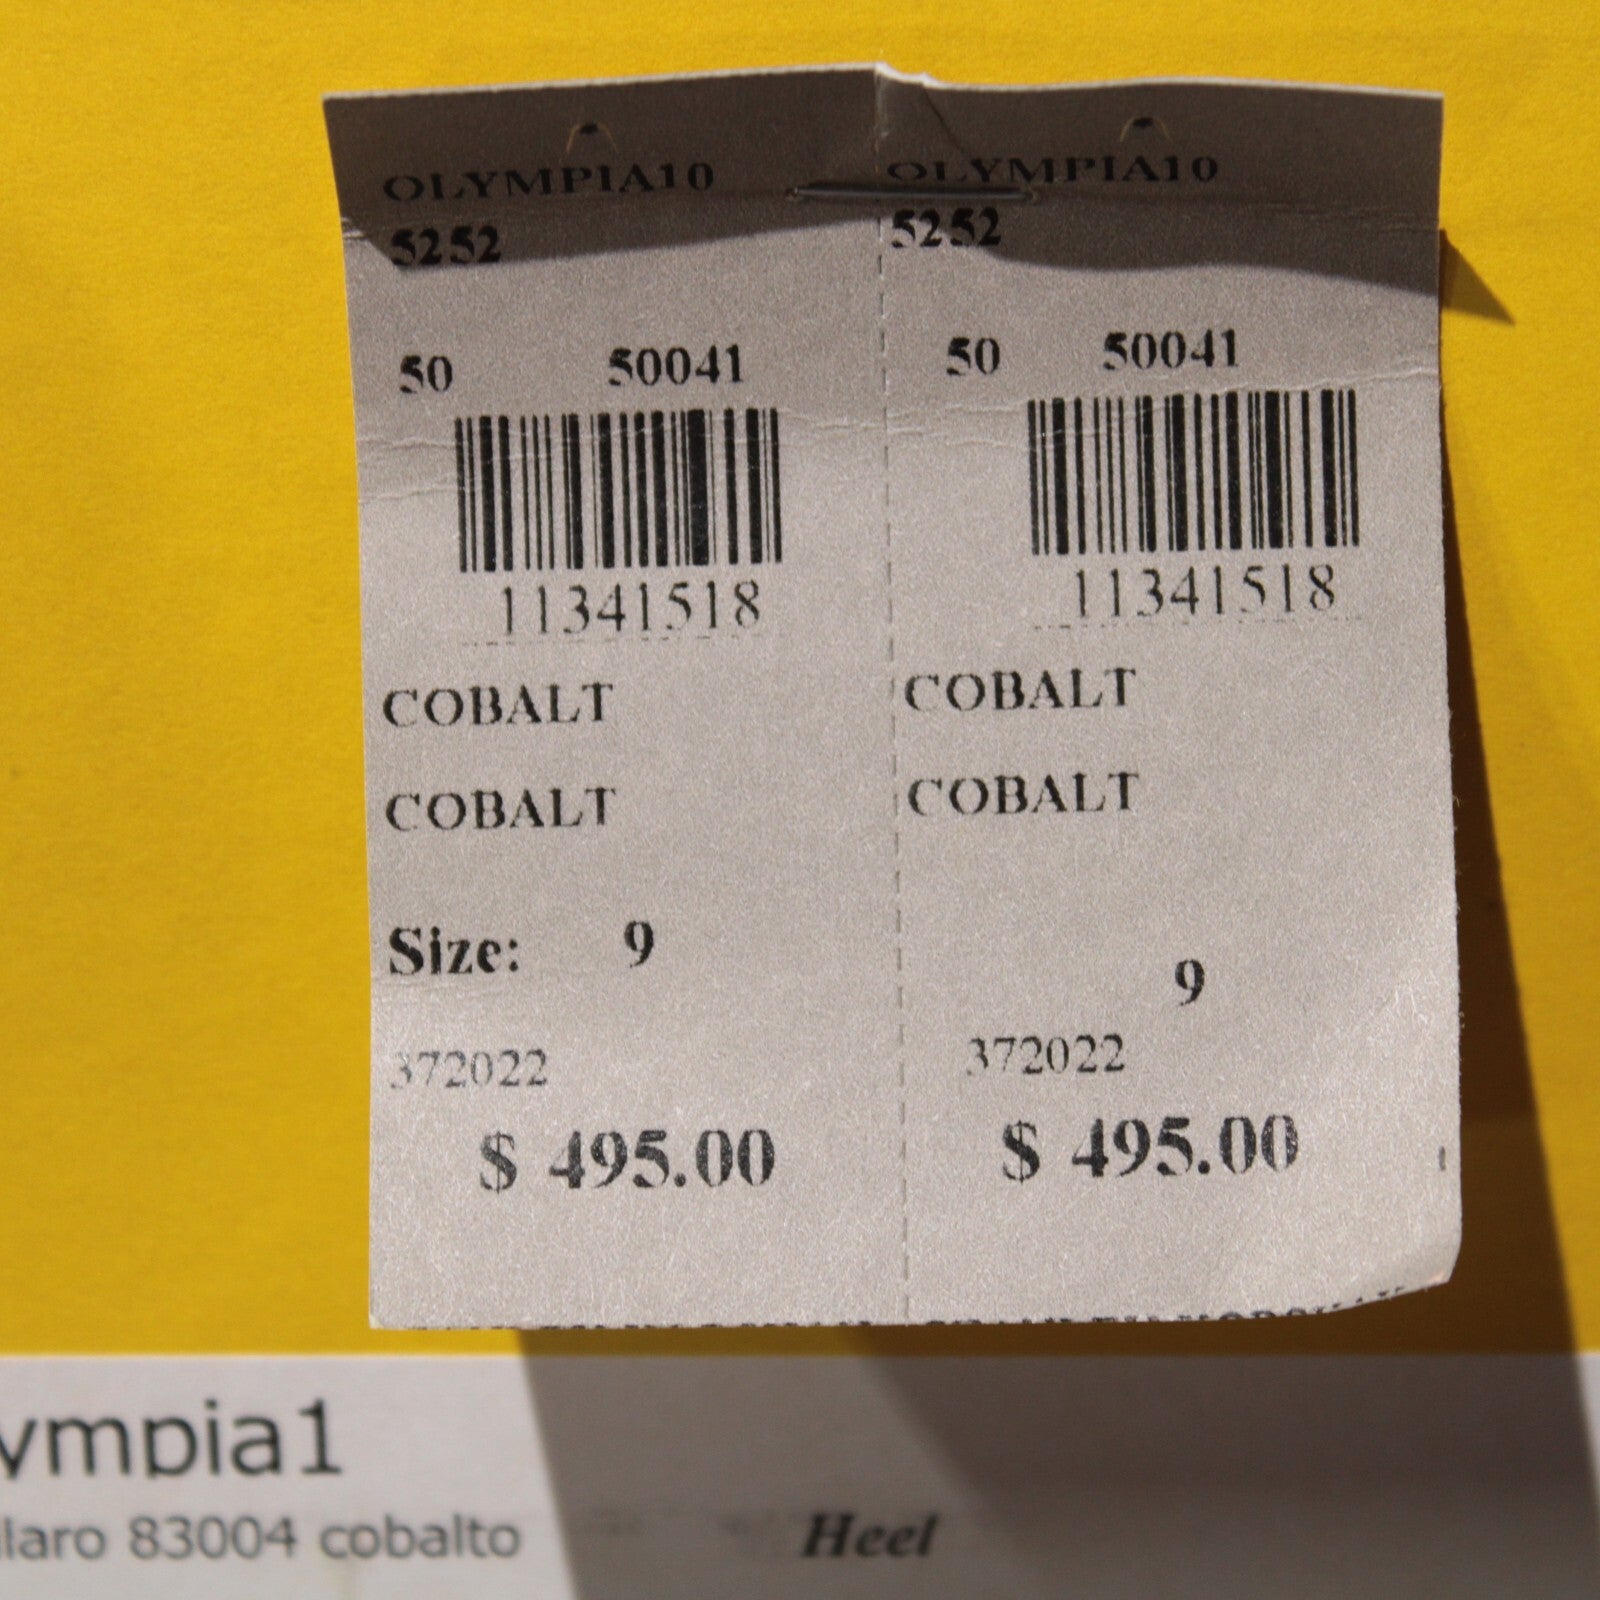 OLYMPIA10
5252
50 50041
11341518
COBALT
COBALT
Size: 9
372022
$ 495.00
OLYMPIA10
5252
50 50041
11341518
COBALT
COBALT
9
372022
$ 495.00
ympia1
laro 83004 cobalto
Heel